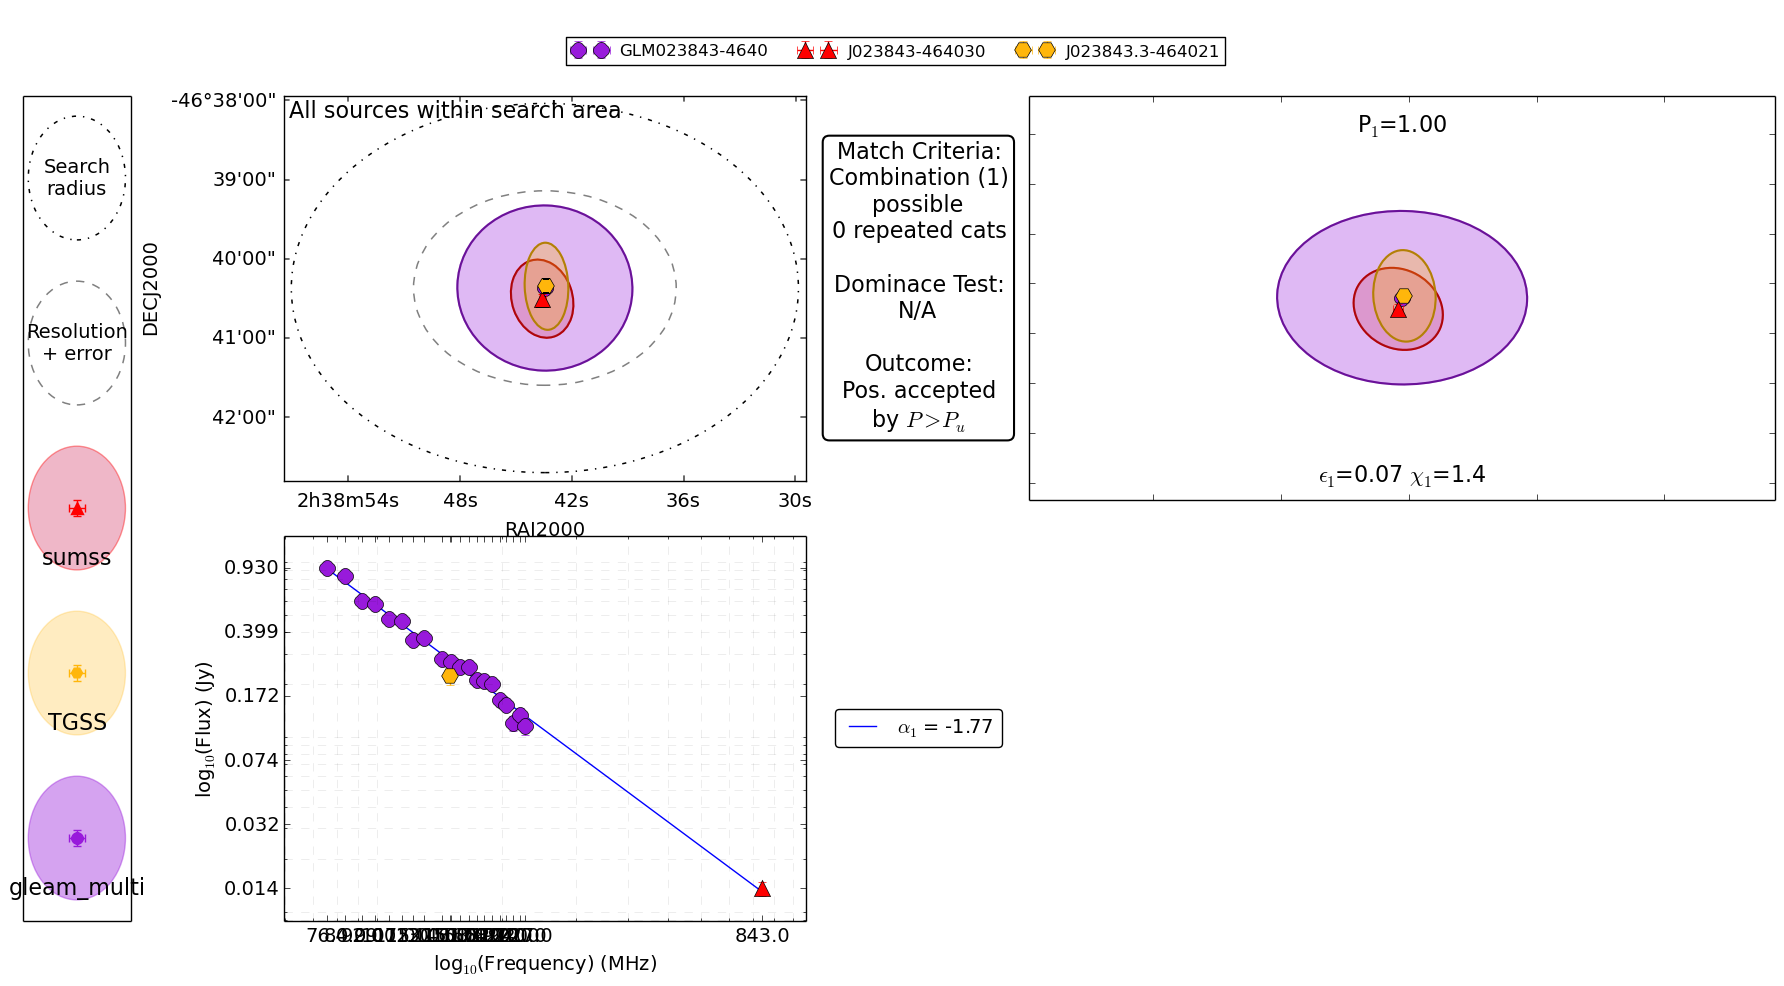 GLM023843-4640 J023843-464030 J023843.3-464021
Search
radius
Resolution
+ error
sumss
TGSS
gleam_multi
All sources within search area
-46°38'00"
39'00"
40'00"
41'00"
42'00"
DECJ2000
2h38m54s 48s 42s 36s 30s
RAJ2000
Match Criteria:
Combination (1)
possible
0 repeated cats
Dominace Test:
N/A
Outcome:
Pos. accepted
by P>Pu
P1=1.00
ϵ1=0.07 χ1=1.4
0.930
0.399
0.172
0.074
0.032
0.014
log10(Flux) (Jy)
843.0
log10(Frequency) (MHz)
α1 = -1.77